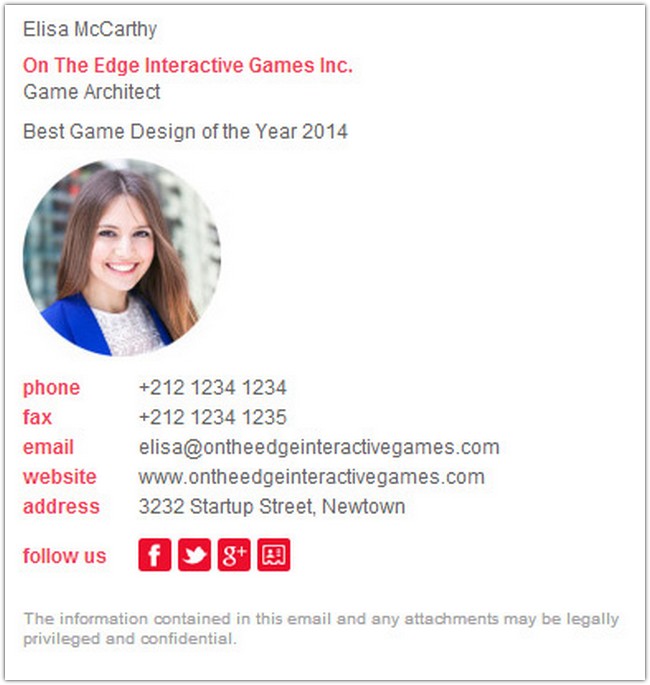 Elisa McCarthy
On The Edge Interactive Games Inc.
Game Architect
Best Game Design of the Year 2014
phone +212 1234 1234
fax +212 1234 1235
email elisa@ontheedgeinteractivegames.com
website www.ontheedgeinteractivegames.com
address 3232 Startup Street, Newtown
follow us f g+
The information contained in this email and any attachments may be legally
privileged and confidential.